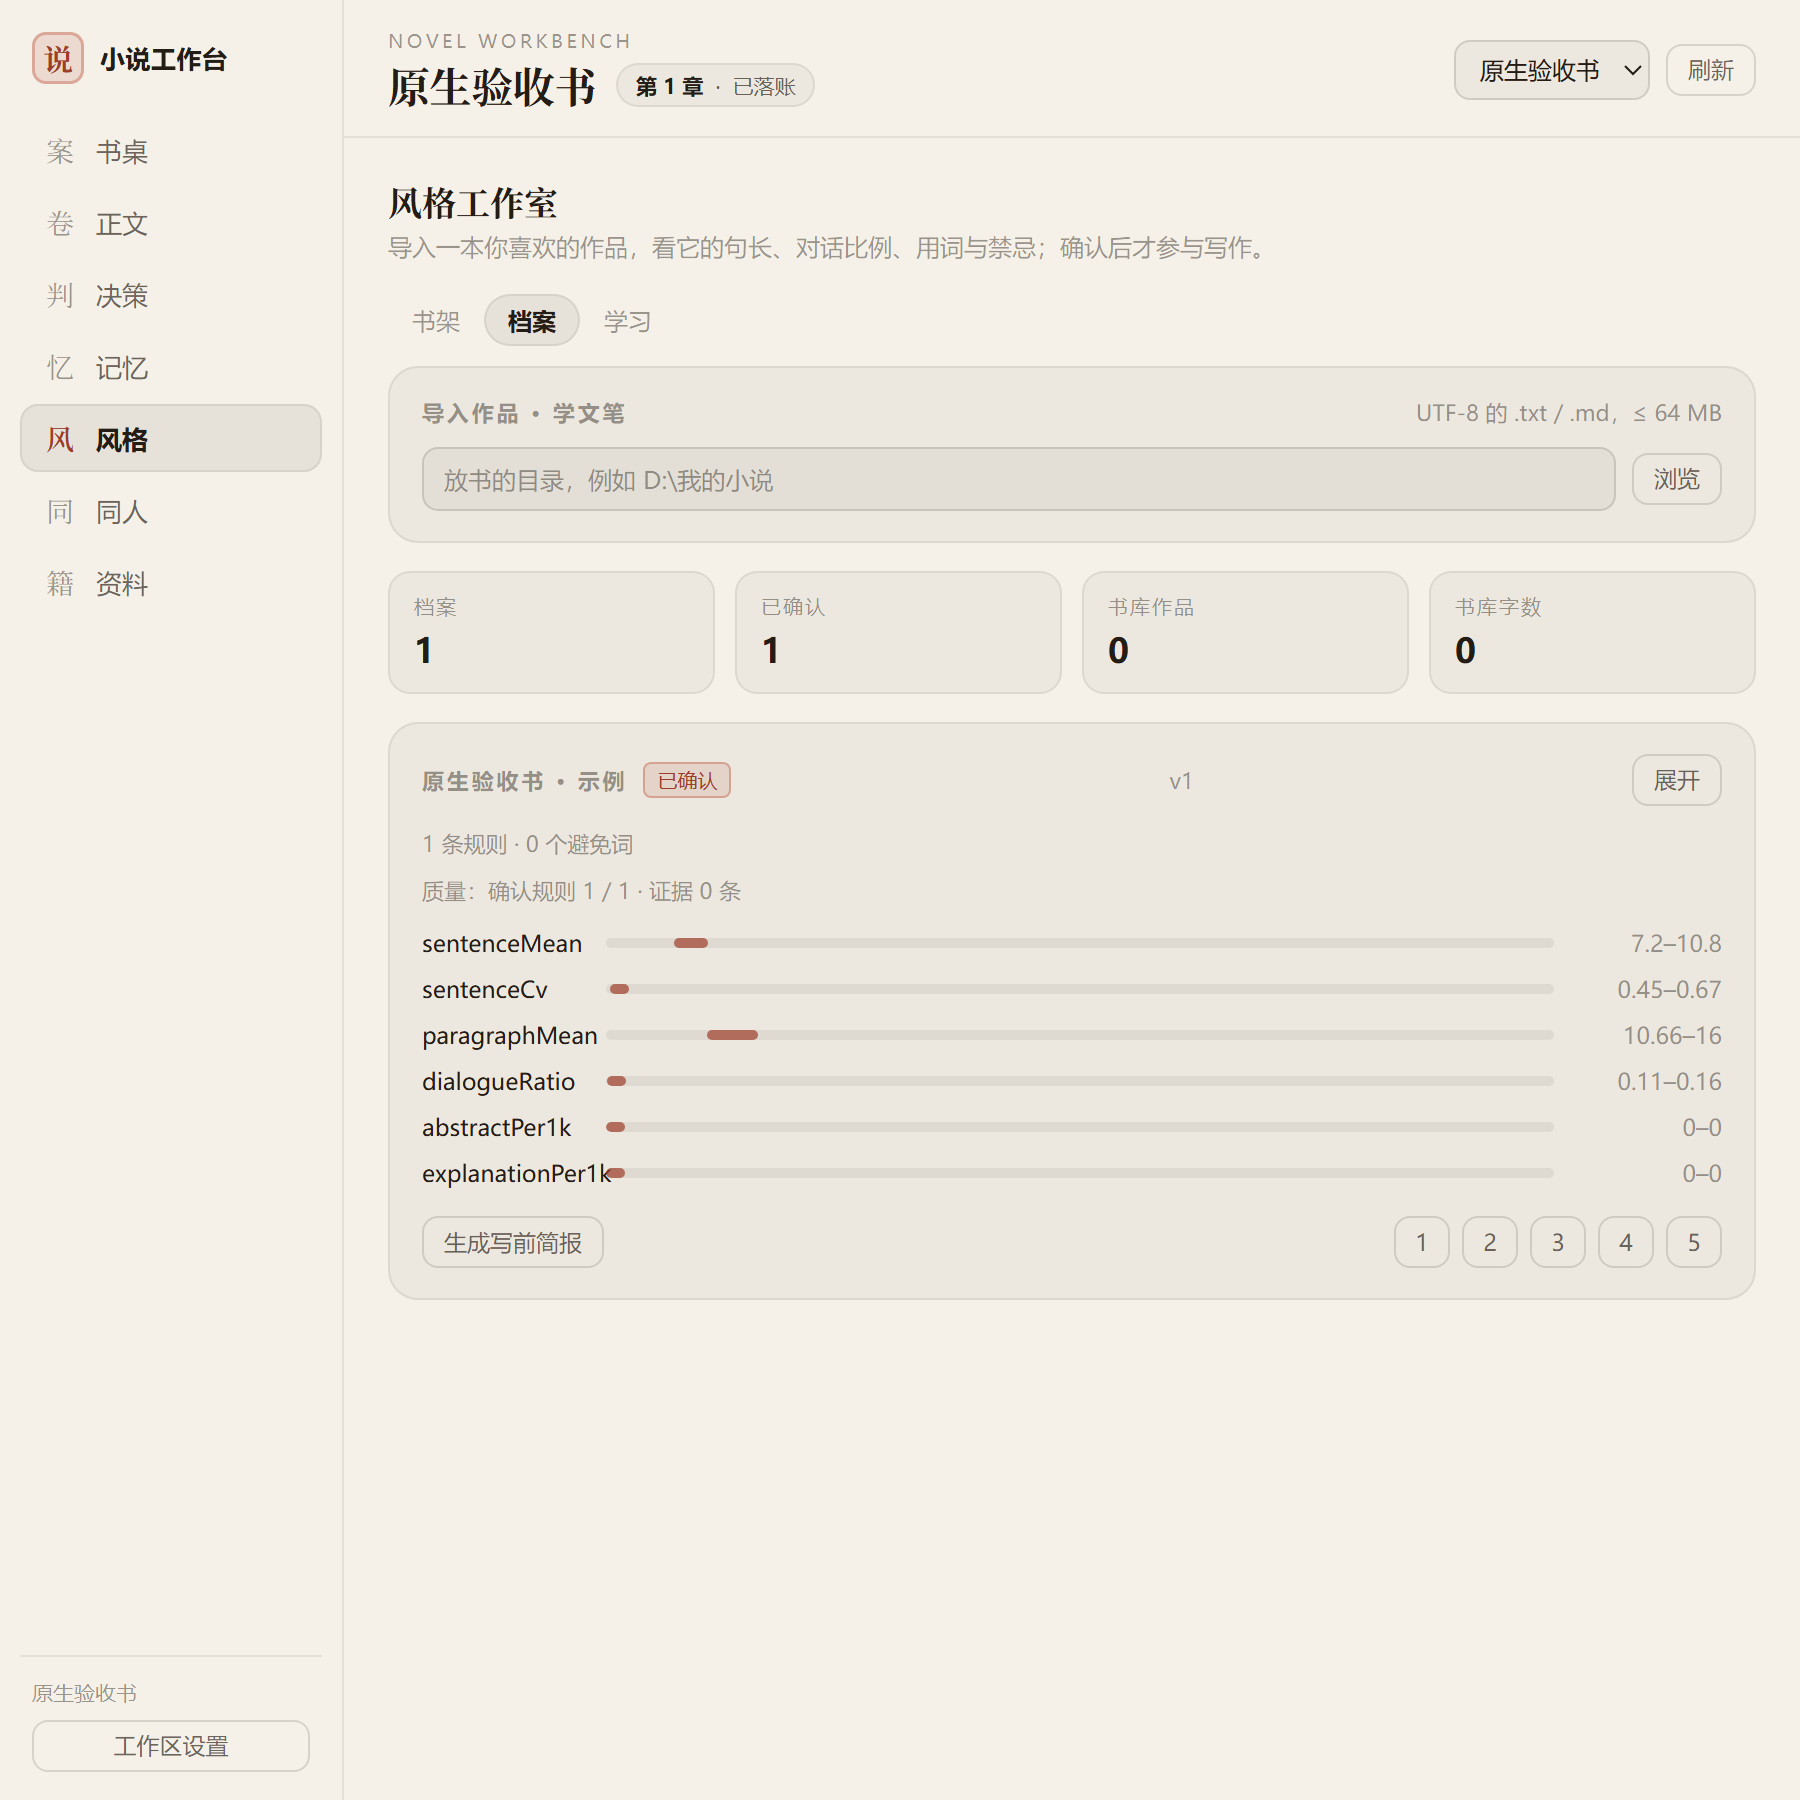 说 小说工作台
案 书桌
卷 正文
判 决策
忆 记忆
风 风格
同 同人
籍 资料
原生验收书
工作区设置
NOVEL WORKBENCH
原生验收书 第 1 章 · 已落账
原生验收书 刷新
风格工作室
导入一本你喜欢的作品，看它的句长、对话比例、用词与禁忌；确认后才参与写作。
书架 档案 学习
导入作品 · 学文笔 UTF-8 的 .txt / .md，≤ 64 MB
放书的目录，例如 D:\我的小说 浏览
档案 已确认 书库作品 书库字数
1 1 0 0
原生验收书 · 示例 已确认 v1 展开
1 条规则 · 0 个避免词
质量：确认规则 1 / 1 · 证据 0 条
sentenceMean 7.2–10.8
sentenceCv 0.45–0.67
paragraphMean 10.66–16
dialogueRatio 0.11–0.16
abstractPer1k 0–0
explanationPer1k 0–0
生成写前简报 1 2 3 4 5